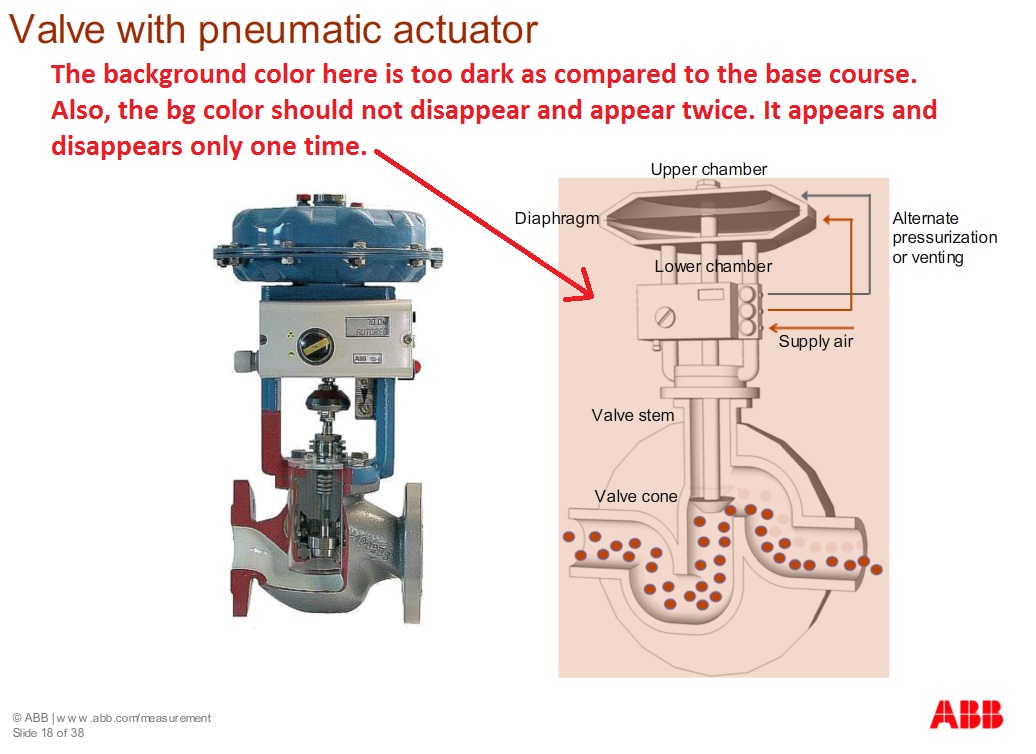 Valve with pneumatic actuator
The background color here is too dark as compared to the base course.
Also, the bg color should not disappear and appear twice. It appears and
disappears only one time.
Upper chamber
Diaphragm
Alternate
pressurization
or venting
Lower chamber
Supply air
ABB
Valve stem
Valve cone
© ABB | www.abb.com/measurement
Slide 18 of 38
ABB